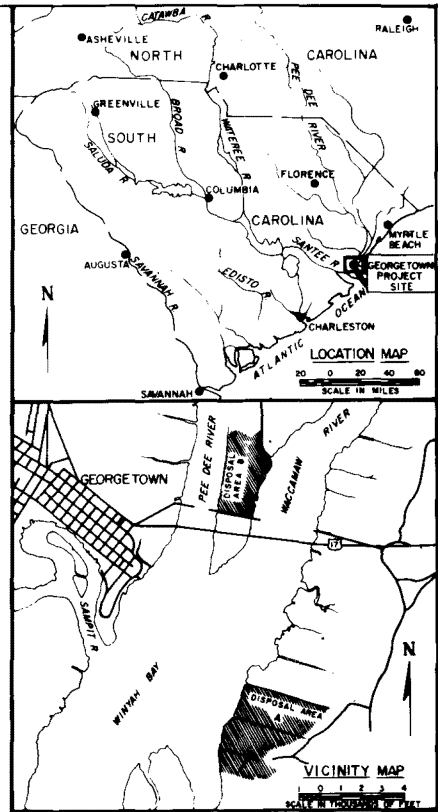 CATAWBA R.
RALEIGH
ASHEVILLE
NORTH
CAROLINA
CHARLOTTE
PEE DEE RIVER
GREENVILLE
BROAD R.
SOUTH
WATEREE R.
SALUDA R.
FLORENCE
COLUMBIA
CAROLINA
MYRTLE
BEACH
GEORGIA
SANTEE R.
GEORGETOWN
PROJECT
SITE
AUGUSTA
SAVANNAH R.
EDISTO R.
N
CHARLESTON
ATLANTIC OCEAN
LOCATION MAP
20 0 20 40 60
SCALE IN MILES
SAVANNAH
PEE DEE RIVER
DISPOSAL
AREA B
WACCAMAW RIVER
GEORGETOWN
17
SAMPIT R.
WINYAH BAY
N
DISPOSAL AREA
A
VICINITY MAP
0 1 2 3 4
SCALE IN THOUSANDS OF FEET